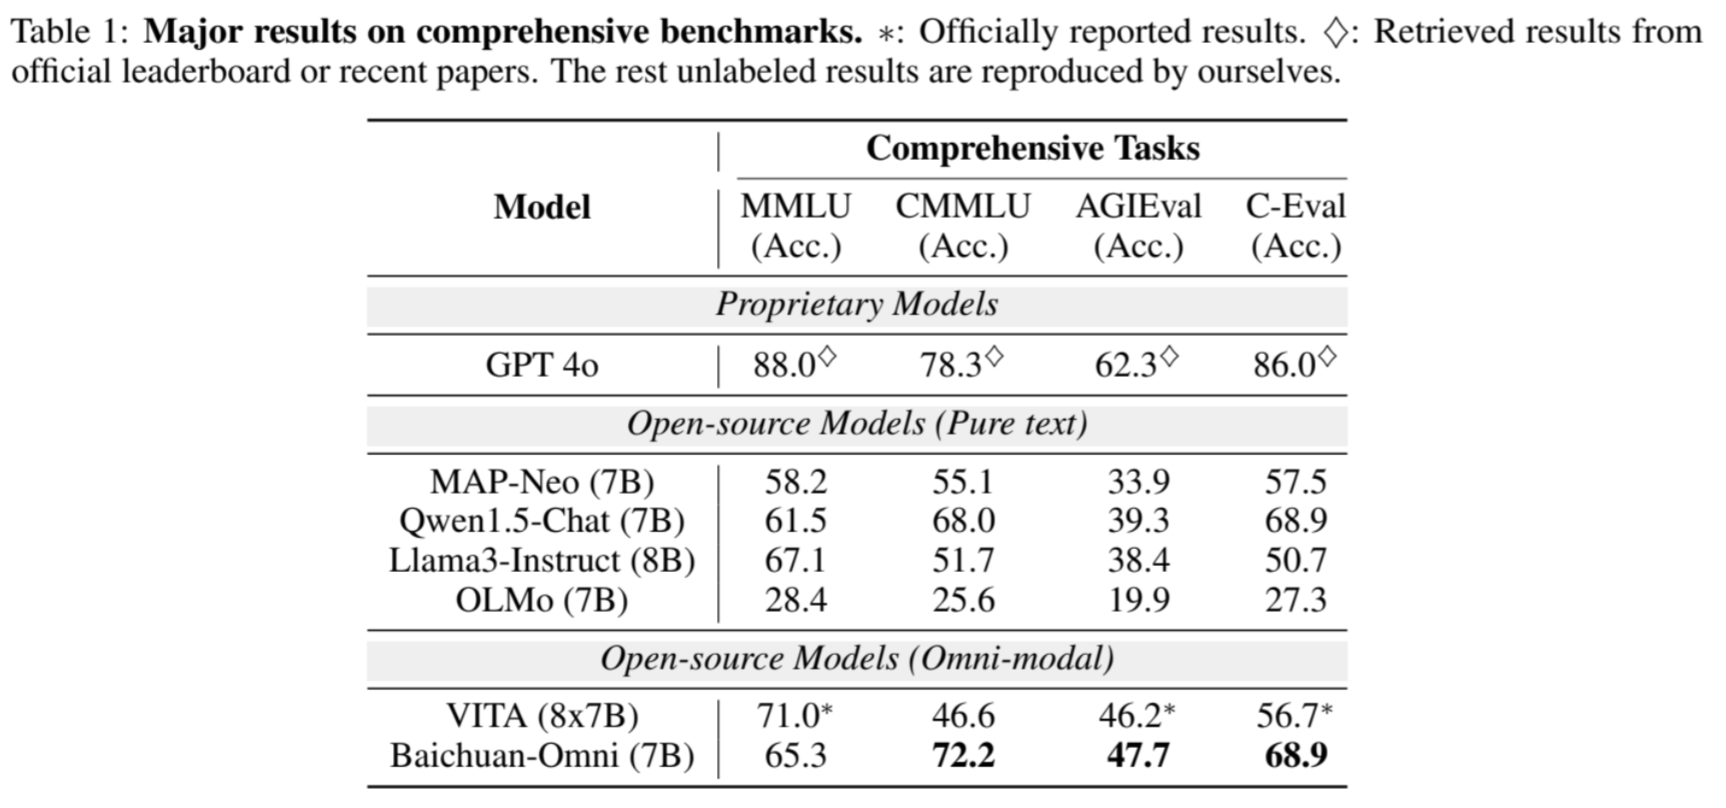 Table 1: Major results on comprehensive benchmarks. ∗: Officially reported results. ♢: Retrieved results from
official leaderboard or recent papers. The rest unlabeled results are reproduced by ourselves.
Comprehensive Tasks
Model MMLU CMMLU AGIEval C-Eval
(Acc.) (Acc.) (Acc.) (Acc.)
Proprietary Models
GPT 4o 88.0♢ 78.3♢ 62.3♢ 86.0♢
Open-source Models (Pure text)
MAP-Neo (7B) 58.2 55.1 33.9 57.5
Qwen1.5-Chat (7B) 61.5 68.0 39.3 68.9
Llama3-Instruct (8B) 67.1 51.7 38.4 50.7
OLMo (7B) 28.4 25.6 19.9 27.3
Open-source Models (Omni-modal)
VITA (8x7B) 71.0* 46.6 46.2* 56.7*
Baichuan-Omni (7B) 65.3 72.2 47.7 68.9